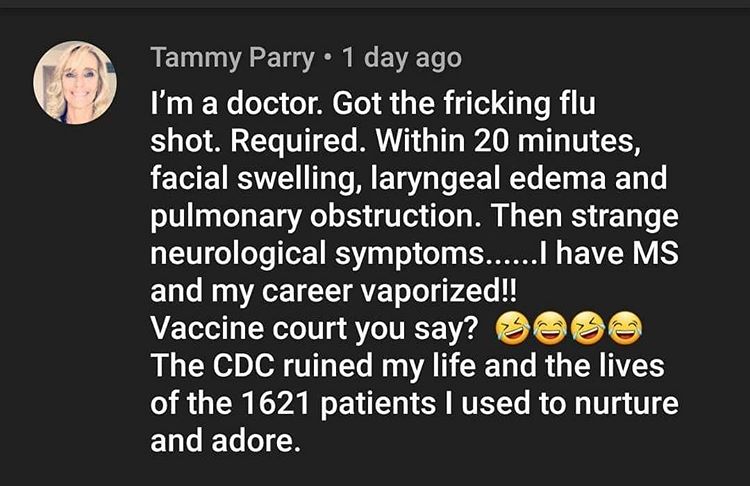 Tammy Parry • 1 day ago
I’m a doctor. Got the fricking flu
shot. Required. Within 20 minutes,
facial swelling, laryngeal edema and
pulmonary obstruction. Then strange
neurological symptoms......I have MS
and my career vaporized!!
Vaccine court you say? 🤣😂🤣😂
The CDC ruined my life and the lives
of the 1621 patients I used to nurture
and adore.